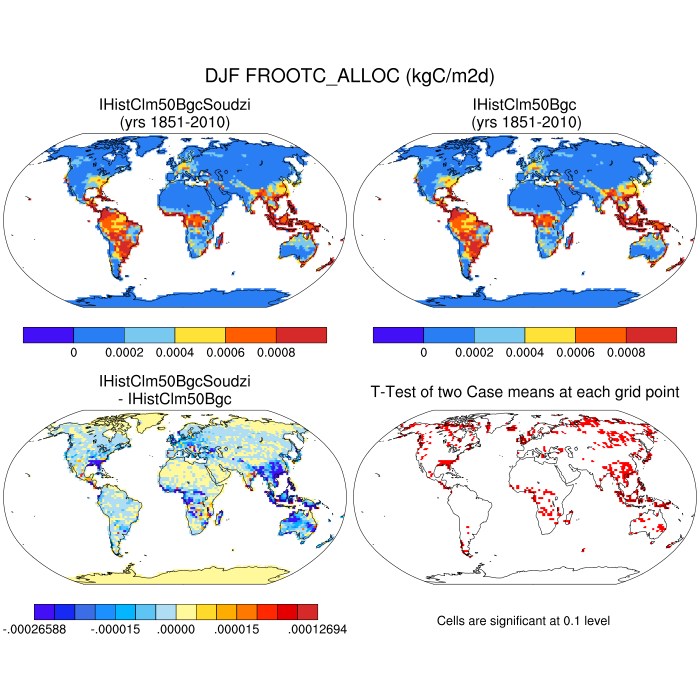 DJF FROOTC_ALLOC (kgC/m2d)
IHistClm50BgcSoudzi
(yrs 1851-2010)
IHistClm50Bgc
(yrs 1851-2010)
0 0.0002 0.0004 0.0006 0.0008
0 0.0002 0.0004 0.0006 0.0008
IHistClm50BgcSoudzi
- IHistClm50Bgc
T-Test of two Case means at each grid point
-.00026588 -.000015 .00000 .000015 .00012694
Cells are significant at 0.1 level